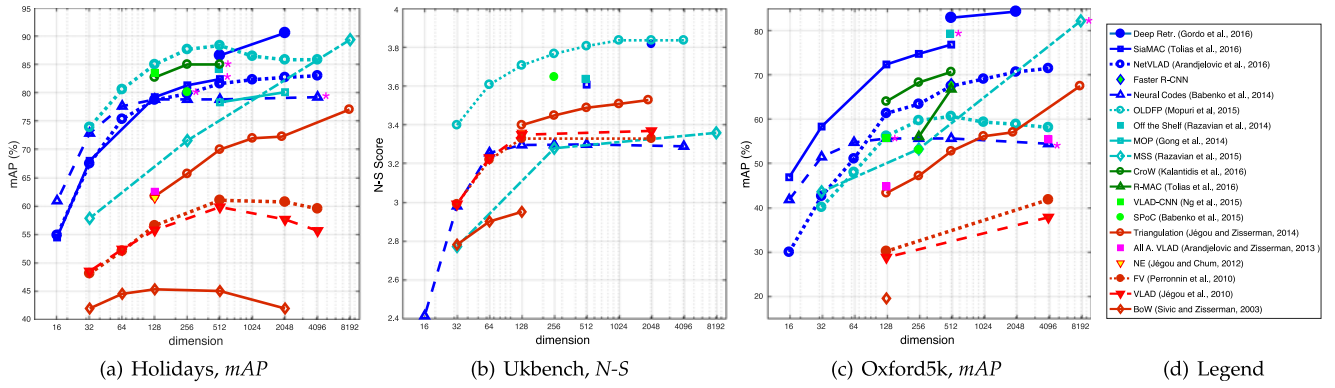 mAP (%)
95
90
85
80
75
70
65
60
55
50
45
40
16 32 64 128 256 512 1024 2048 4096 8192
dimension
(a) Holidays, mAP
N-S Score
4
3.8
3.6
3.4
3.2
3
2.8
2.6
2.4
16 32 64 128 256 512 1024 2048 4096 8192
dimension
(b) Ukbench, N-S
mAP (%)
80
70
60
50
40
30
20
16 32 64 128 256 512 1024 2048 4096 8192
dimension
(c) Oxford5k, mAP
Deep Retr. (Gordo et al., 2016)
SiaMAC (Tolias et al., 2016)
NetVLAD (Arandjelovic et al., 2016)
Faster R-CNN
Neural Codes (Babenko et al., 2014)
OLDFP (Mopuri et al, 2015)
Off the Shelf (Razavian et al., 2014)
MOP (Gong et al., 2014)
MSS (Razavian et al., 2015)
CroW (Kalantidis et al., 2016)
R-MAC (Tolias et al., 2016)
VLAD-CNN (Ng et al., 2015)
SPoC (Babenko et al., 2015)
Triangulation (Jégou and Zisserman, 2014)
All A. VLAD (Arandjelovic and Zisserman, 2013 )
NE (Jégou and Chum, 2012)
FV (Perronnin et al., 2010)
VLAD (Jégou et al., 2010)
BoW (Sivic and Zisserman, 2003)
(d) Legend